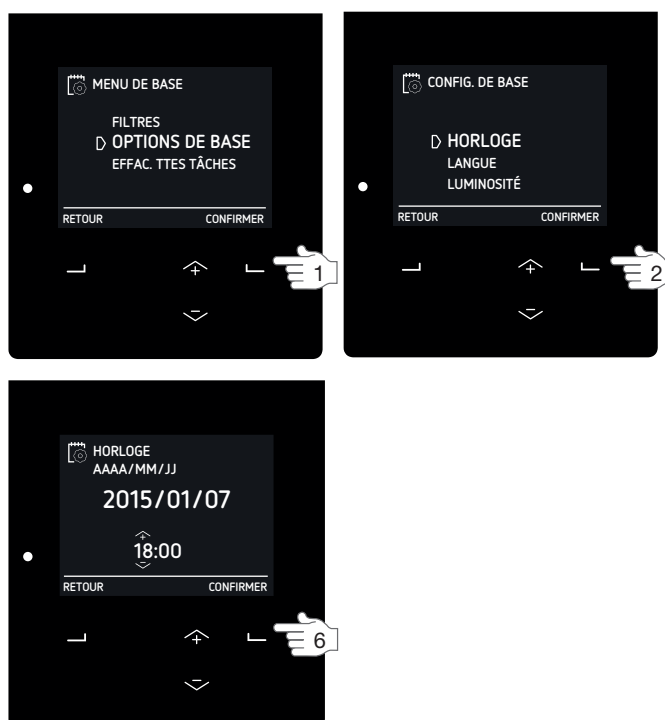 MENU DE BASE
FILTRES
OPTIONS DE BASE
EFFAC. TTES TÂCHES
RETOUR CONFIRMER
1
CONFIG. DE BASE
HORLOGE
LANGUE
LUMINOSITÉ
RETOUR CONFIRMER
2
HORLOGE
AAAA/MM/JJ
2015/01/07
18:00
RETOUR CONFIRMER
6